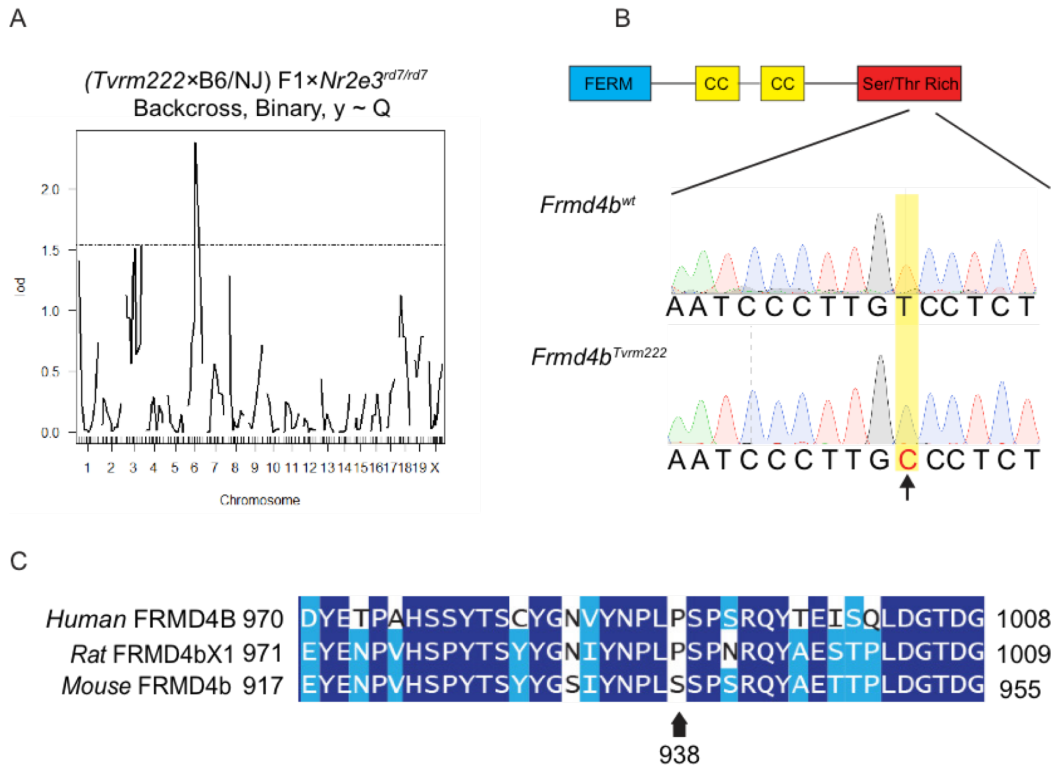 A
(Tvrm222×B6/NJ) F1×Nr2e3rd7/rd7
Backcross, Binary, y ~ Q
lod
2.0
1.5
1.0
0.5
0.0
1 2 3 4 5 6 7 8 9 10 11 12 13 14 15 16 17 18 19 X
Chromosome
B
FERM CC CC Ser/Thr Rich
Frmd4bwt
AATCCCTTGTCCTCT
Frmd4bTvrm222
AATCCCTTGCCCTCT
C
Human FRMD4B 970 DYETPAHSSYTSCYGNVYNPLPSPSRQYTEISQLDGTDG 1008
Rat FRMD4bX1 971 EYENPVHSPYTSYYGNIYNPLPSPNRQYAESTPLDGTDG 1009
Mouse FRMD4b 917 EYENPVHSPYTSYYGSIYNPLSSPSRQYAETTPLDGTDG 955
938